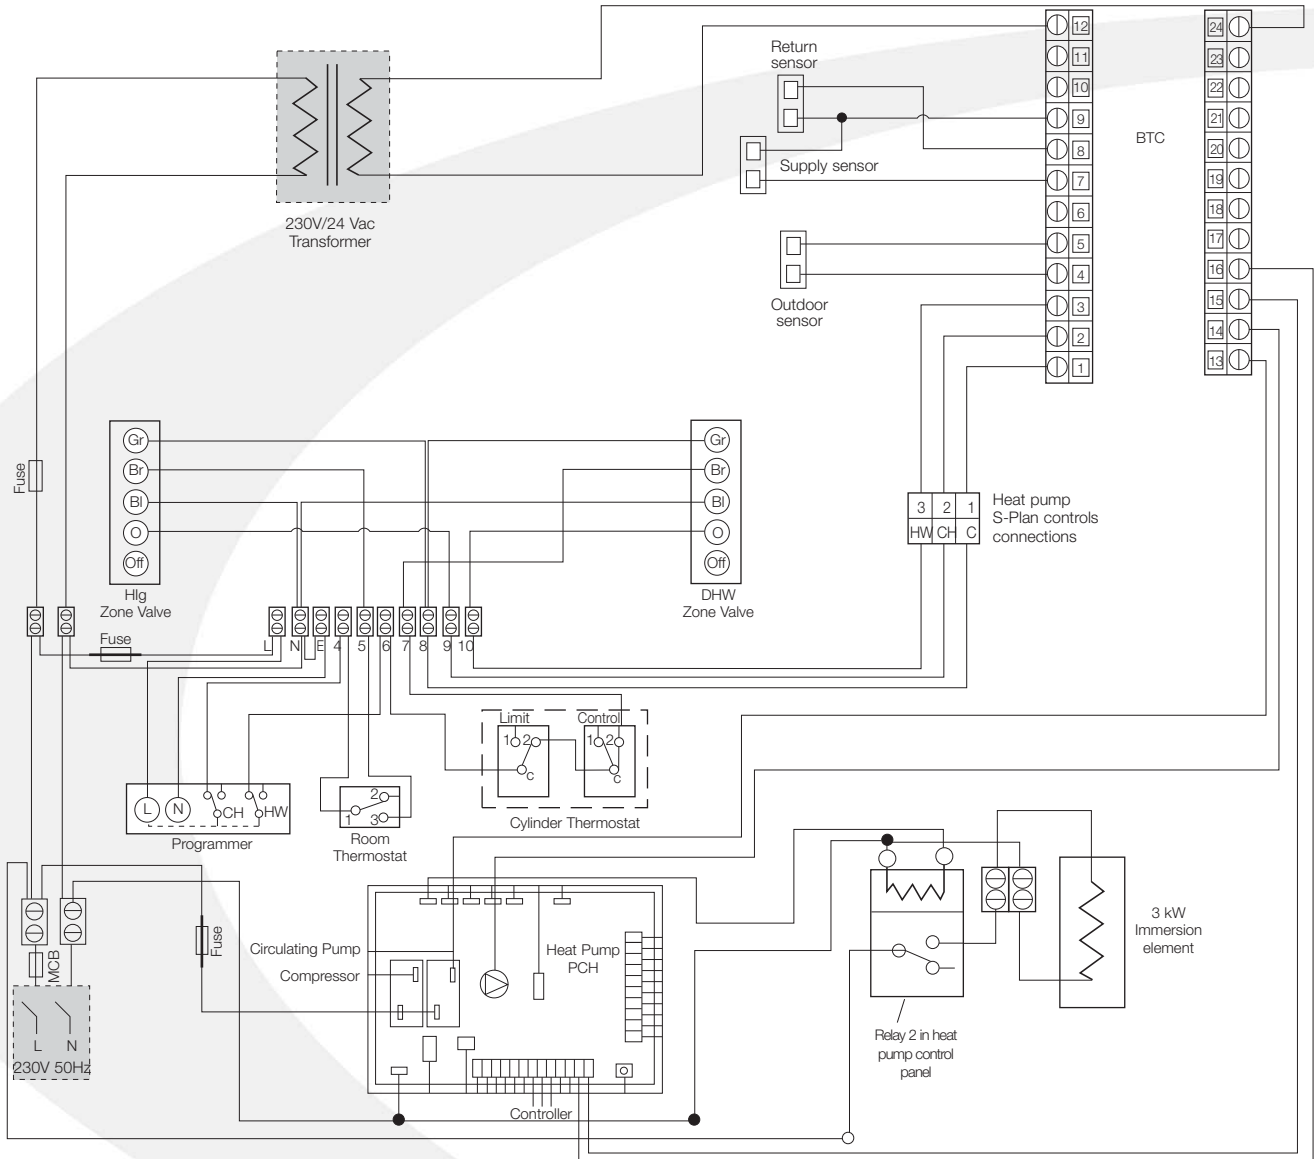 Return
sensor
12
11
10
9
8
7
6
5
4
3
2
1
BTC
24
23
22
21
20
19
18
17
16
15
14
13
Supply sensor
230V/24 Vac
Transformer
Outdoor
sensor
Gr
Br
Bl
O
Off
Hlg
Zone Valve
Gr
Br
Bl
O
Off
DHW
Zone Valve
3 2 1
HW CH C
Heat pump
S-Plan controls
connections
Fuse
Fuse
L N E 4 5 6 7 8 9 10
Limit Control
1 2 1 2
C C
Cylinder Thermostat
L N CH HW
Programmer
2
1 3
Room
Thermostat
Circulating Pump
Compressor
Heat Pump
PCH
Fuse
MCB
L N
230V 50Hz
Controller
3 kW
Immersion
element
Relay 2 in heat
pump control
panel